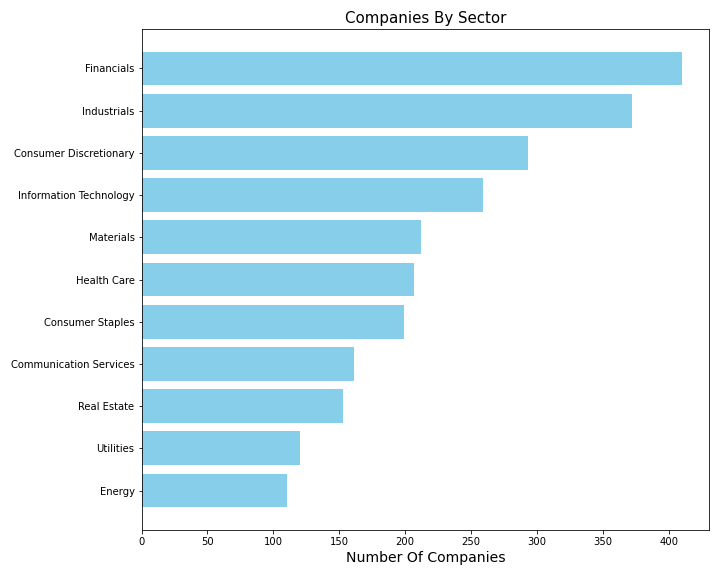 Companies By Sector
Financials
Industrials
Consumer Discretionary
Information Technology
Materials
Health Care
Consumer Staples
Communication Services
Real Estate
Utilities
Energy
0 50 100 150 200 250 300 350 400
Number Of Companies